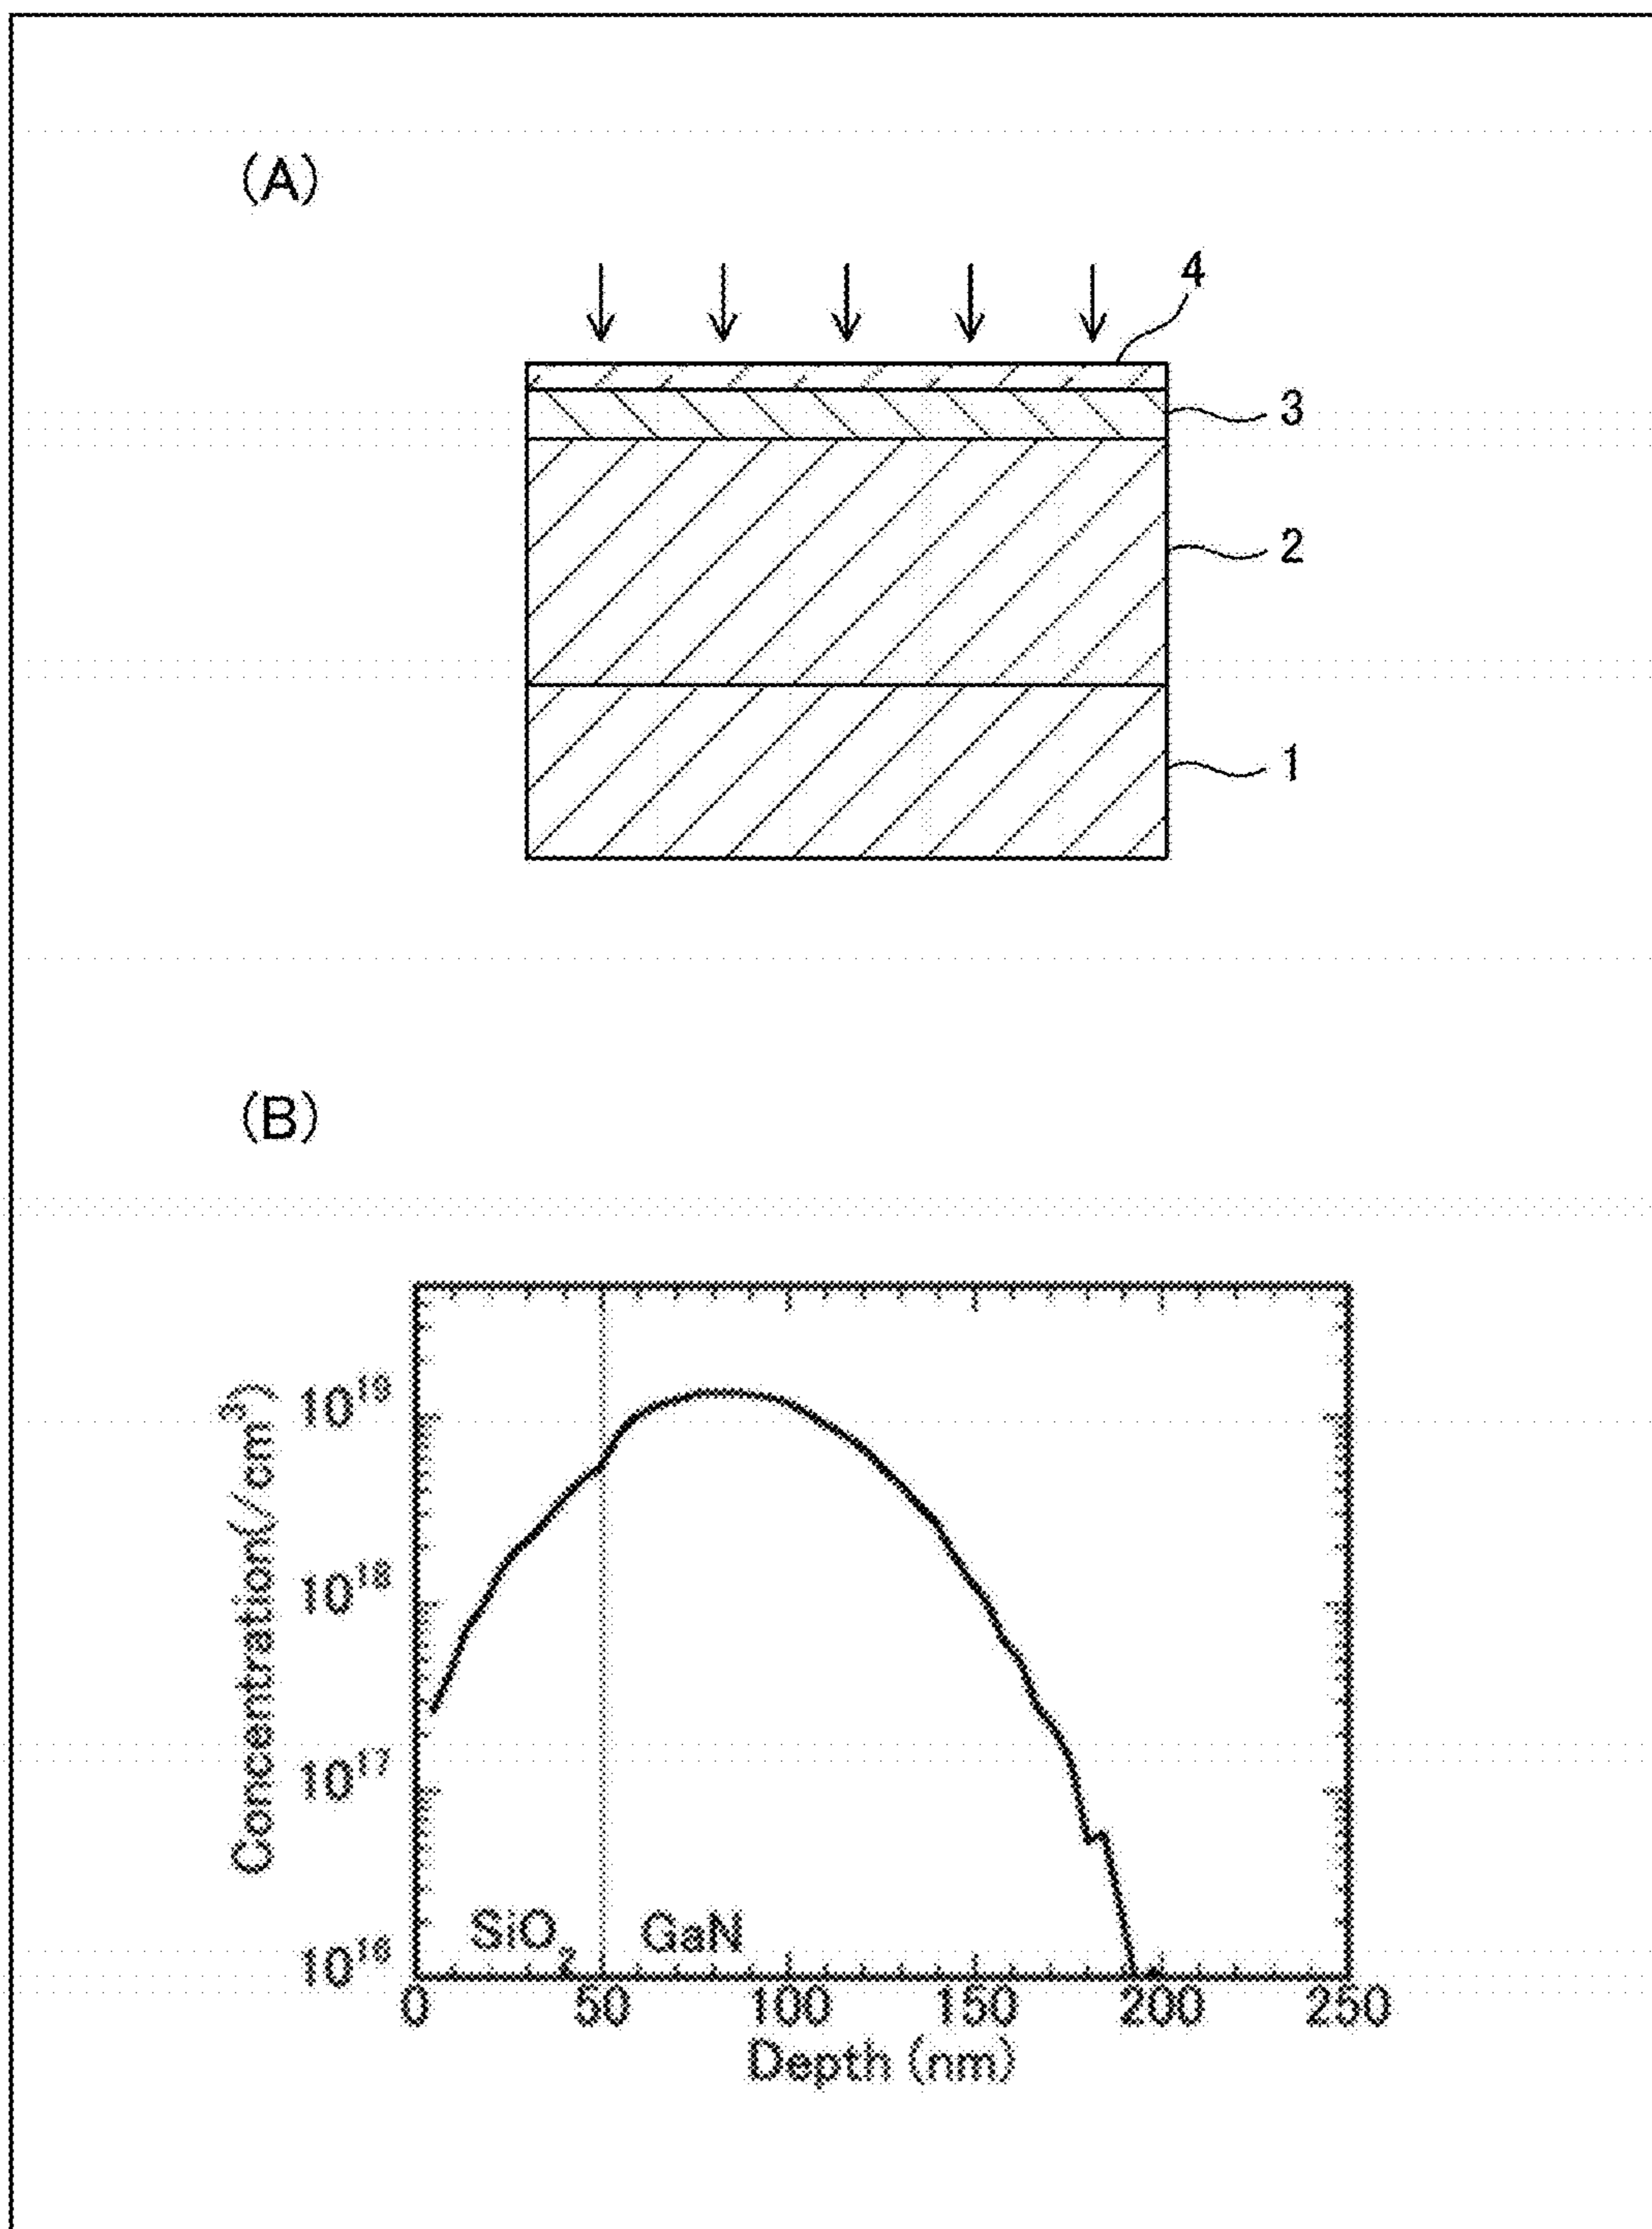 (A)
4
3
2
1
(B)
Concentration(/cm³)
10¹⁹
10¹⁸
10¹⁷
10¹⁶
SiO₂ GaN
0 50 100 150 200 250
Depth (nm)